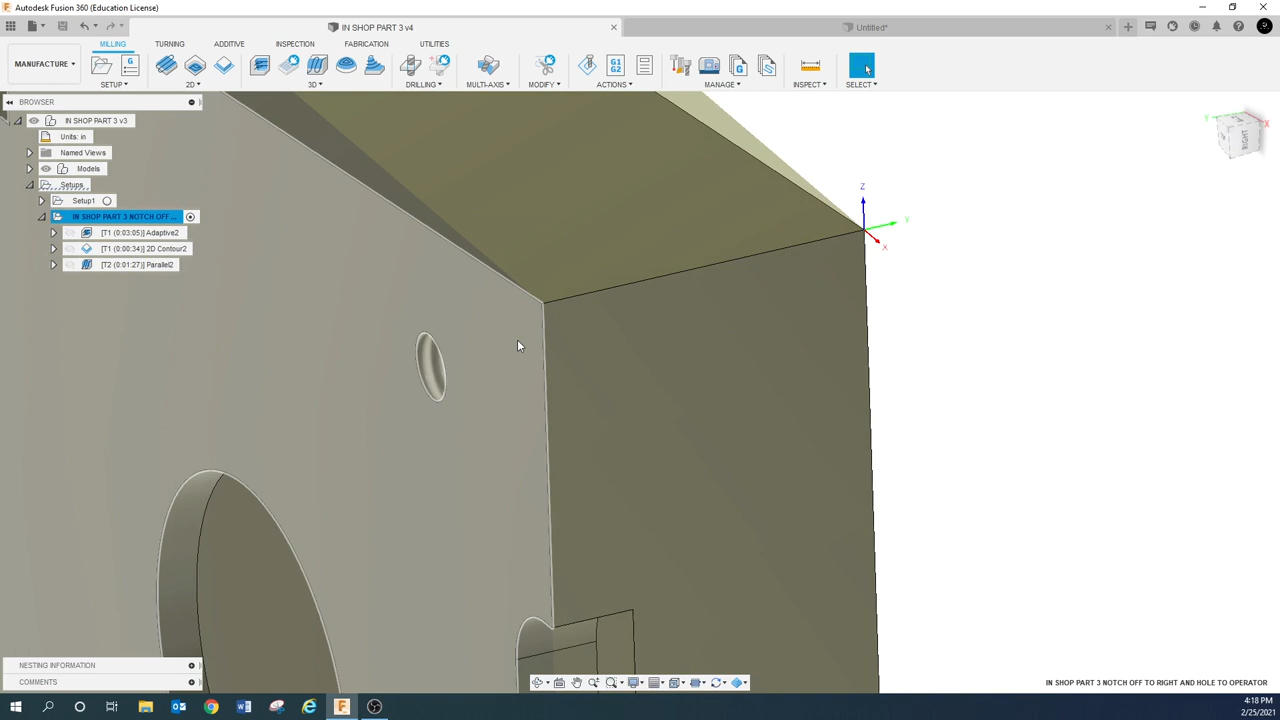 Autodesk Fusion 360 (Education License)
IN SHOP PART 3 v4
Untitled*
MILLING TURNING ADDITIVE INSPECTION FABRICATION UTILITIES
MANUFACTURE
G
G1
G2
G
SETUP 2D 3D DRILLING MULTI-AXIS MODIFY ACTIONS MANAGE INSPECT SELECT
BROWSER
IN SHOP PART 3 v3
Units: in
Named Views
Models
Setups
Setup1
IN SHOP PART 3 NOTCH OFF ...
[T1 (0:03:05)] Adaptive2
[T1 (0:00:34)] 2D Contour2
[T2 (0:01:27)] Parallel2
Z
Y
X
Y
X
RIGHT
NESTING INFORMATION
COMMENTS
IN SHOP PART 3 NOTCH OFF TO RIGHT AND HOLE TO OPERATOR
4:18 PM
2/25/2021